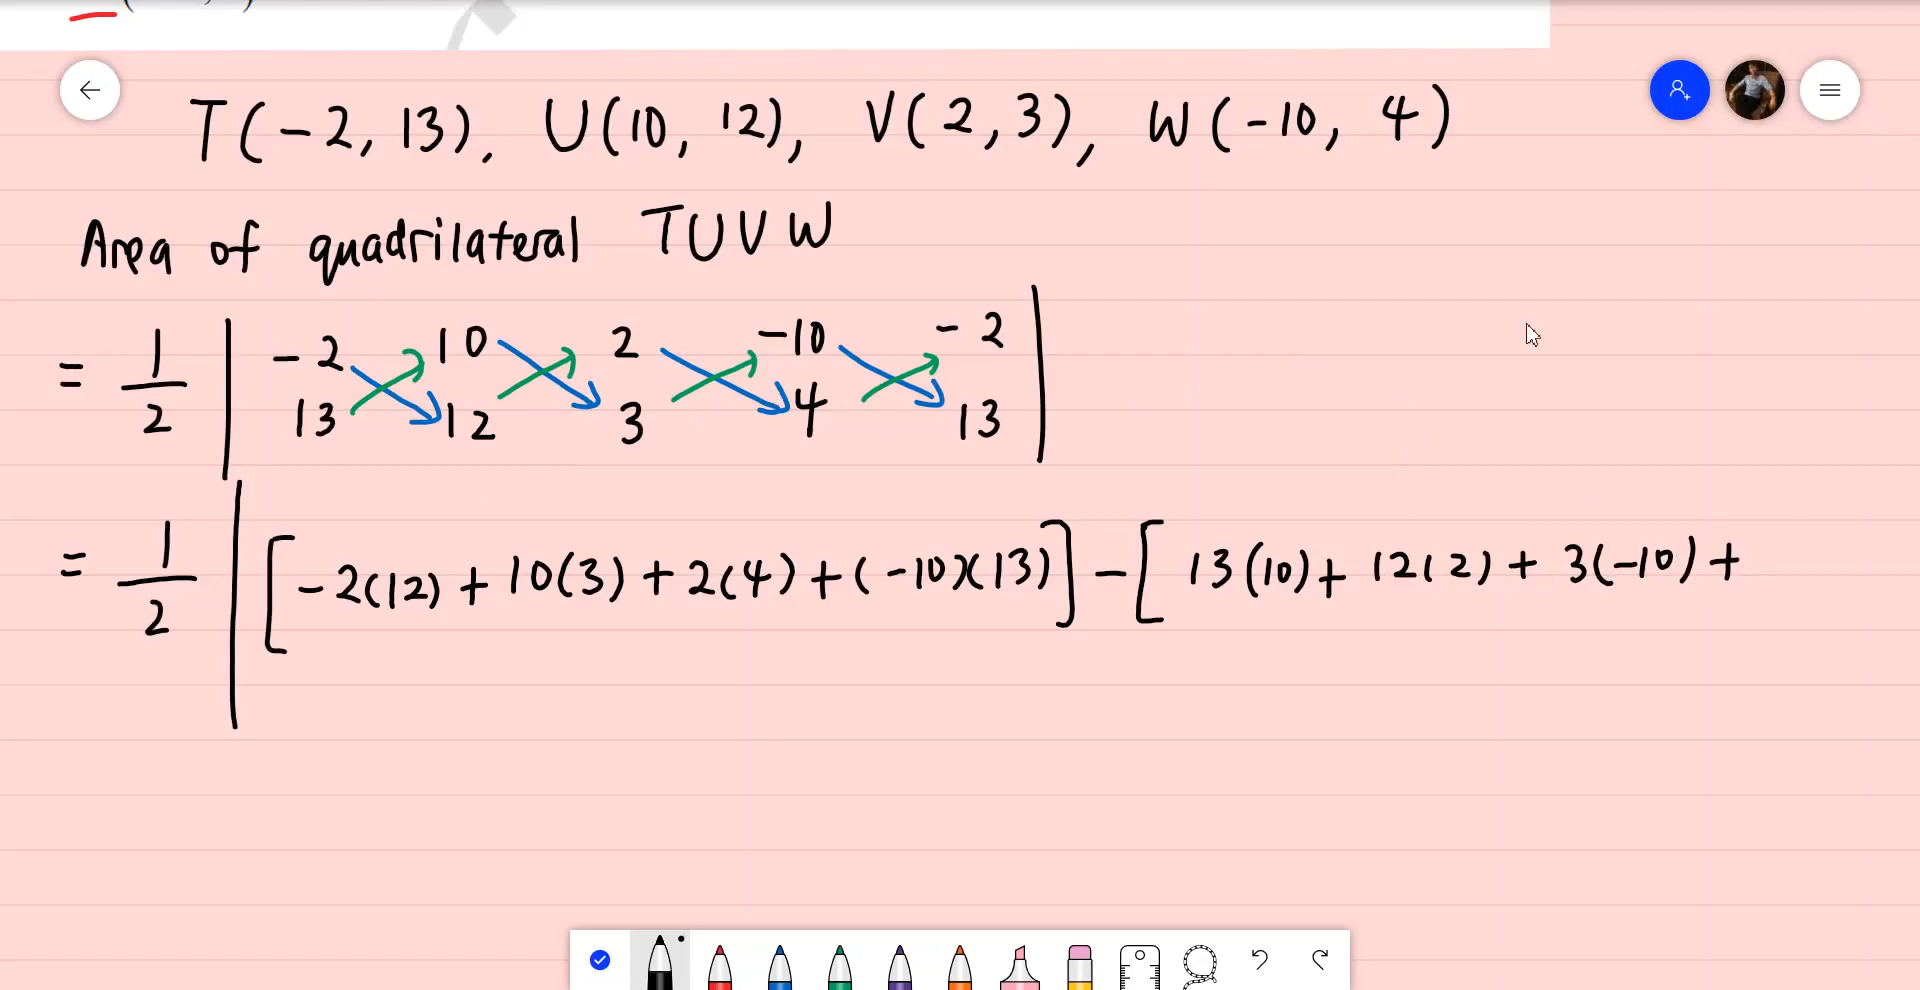 T(-2, 13), U(10, 12), V(2, 3), W(-10, 4)
Area of quadrilateral TUVW
= 1/2 | -2 10 2 -10 -2
13 12 3 4 13 |
= 1/2 | [-2(12) + 10(3) + 2(4) + (-10)(13)] - [13(10) + 12(2) + 3(-10) +